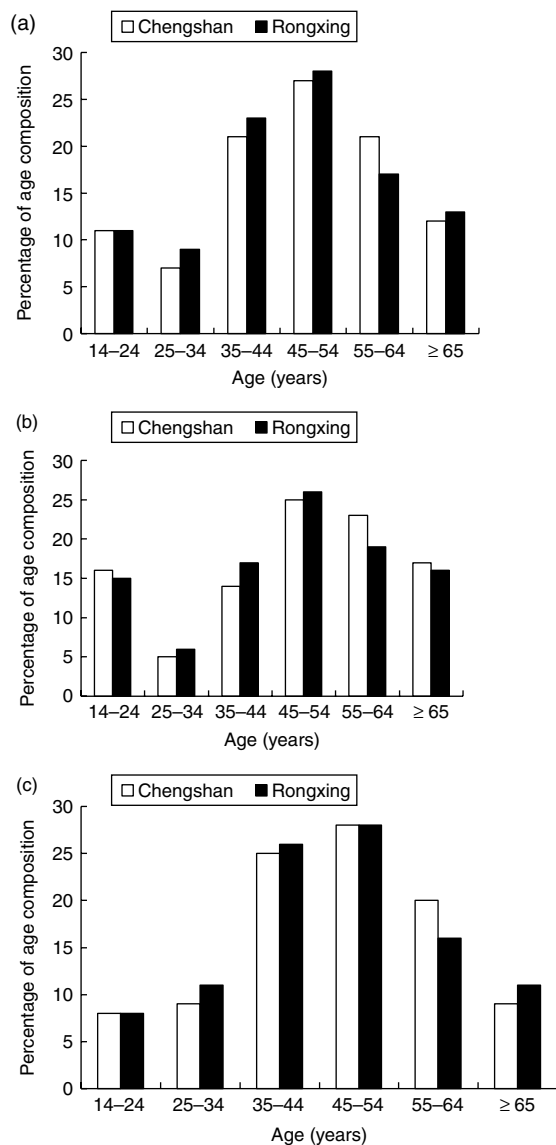 (a)
Chengshan Rongxing
Percentage of age composition
30
25
20
15
10
5
0
14–24 25–34 35–44 45–54 55–64 ≥ 65
Age (years)
(b)
Chengshan Rongxing
Percentage of age composition
30
25
20
15
10
5
0
14–24 25–34 35–44 45–54 55–64 ≥ 65
Age (years)
(c)
Chengshan Rongxing
Percentage of age composition
30
25
20
15
10
5
0
14–24 25–34 35–44 45–54 55–64 ≥ 65
Age (years)